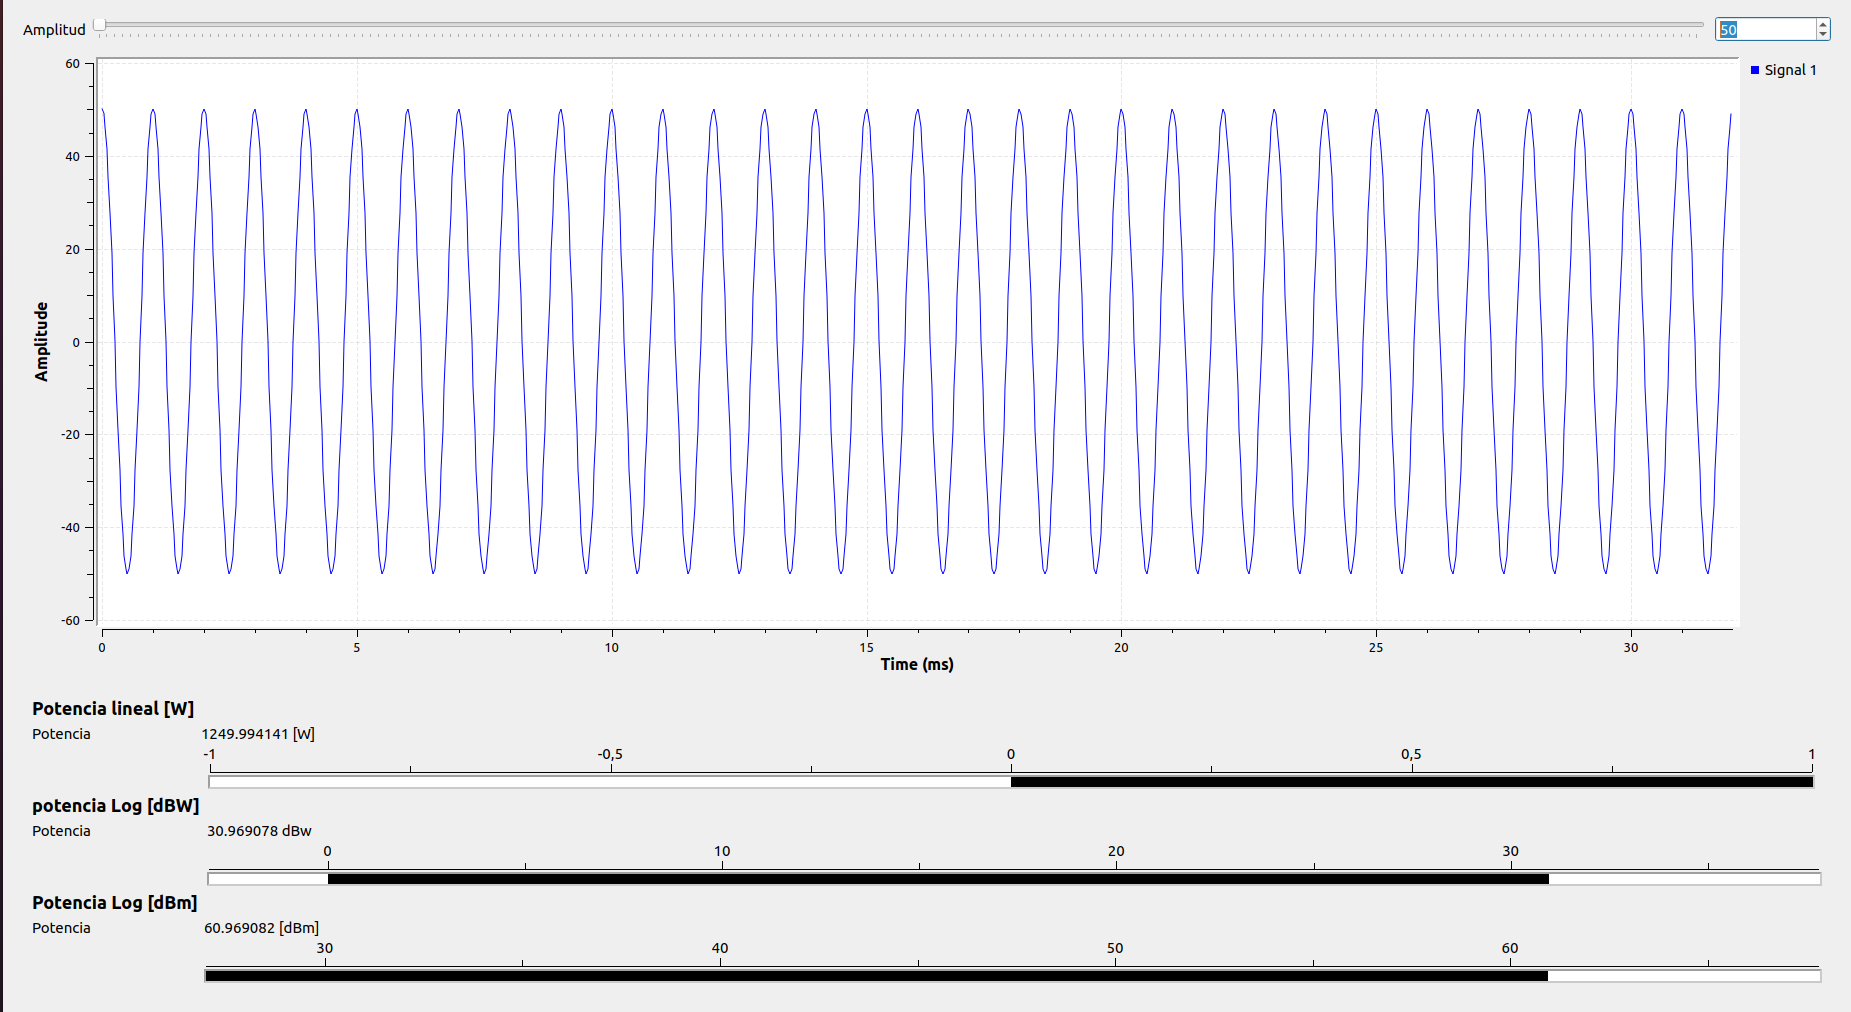 Amplitud 50
Signal 1
60
40
20
0
-20
-40
-60
Amplitude
0 5 10 15 20 25 30
Time (ms)
Potencia lineal [W]
Potencia 1249.994141 [W]
-1 -0,5 0 0,5 1
potencia Log [dBW]
Potencia 30.969078 dBw
0 10 20 30
Potencia Log [dBm]
Potencia 60.969082 [dBm]
30 40 50 60